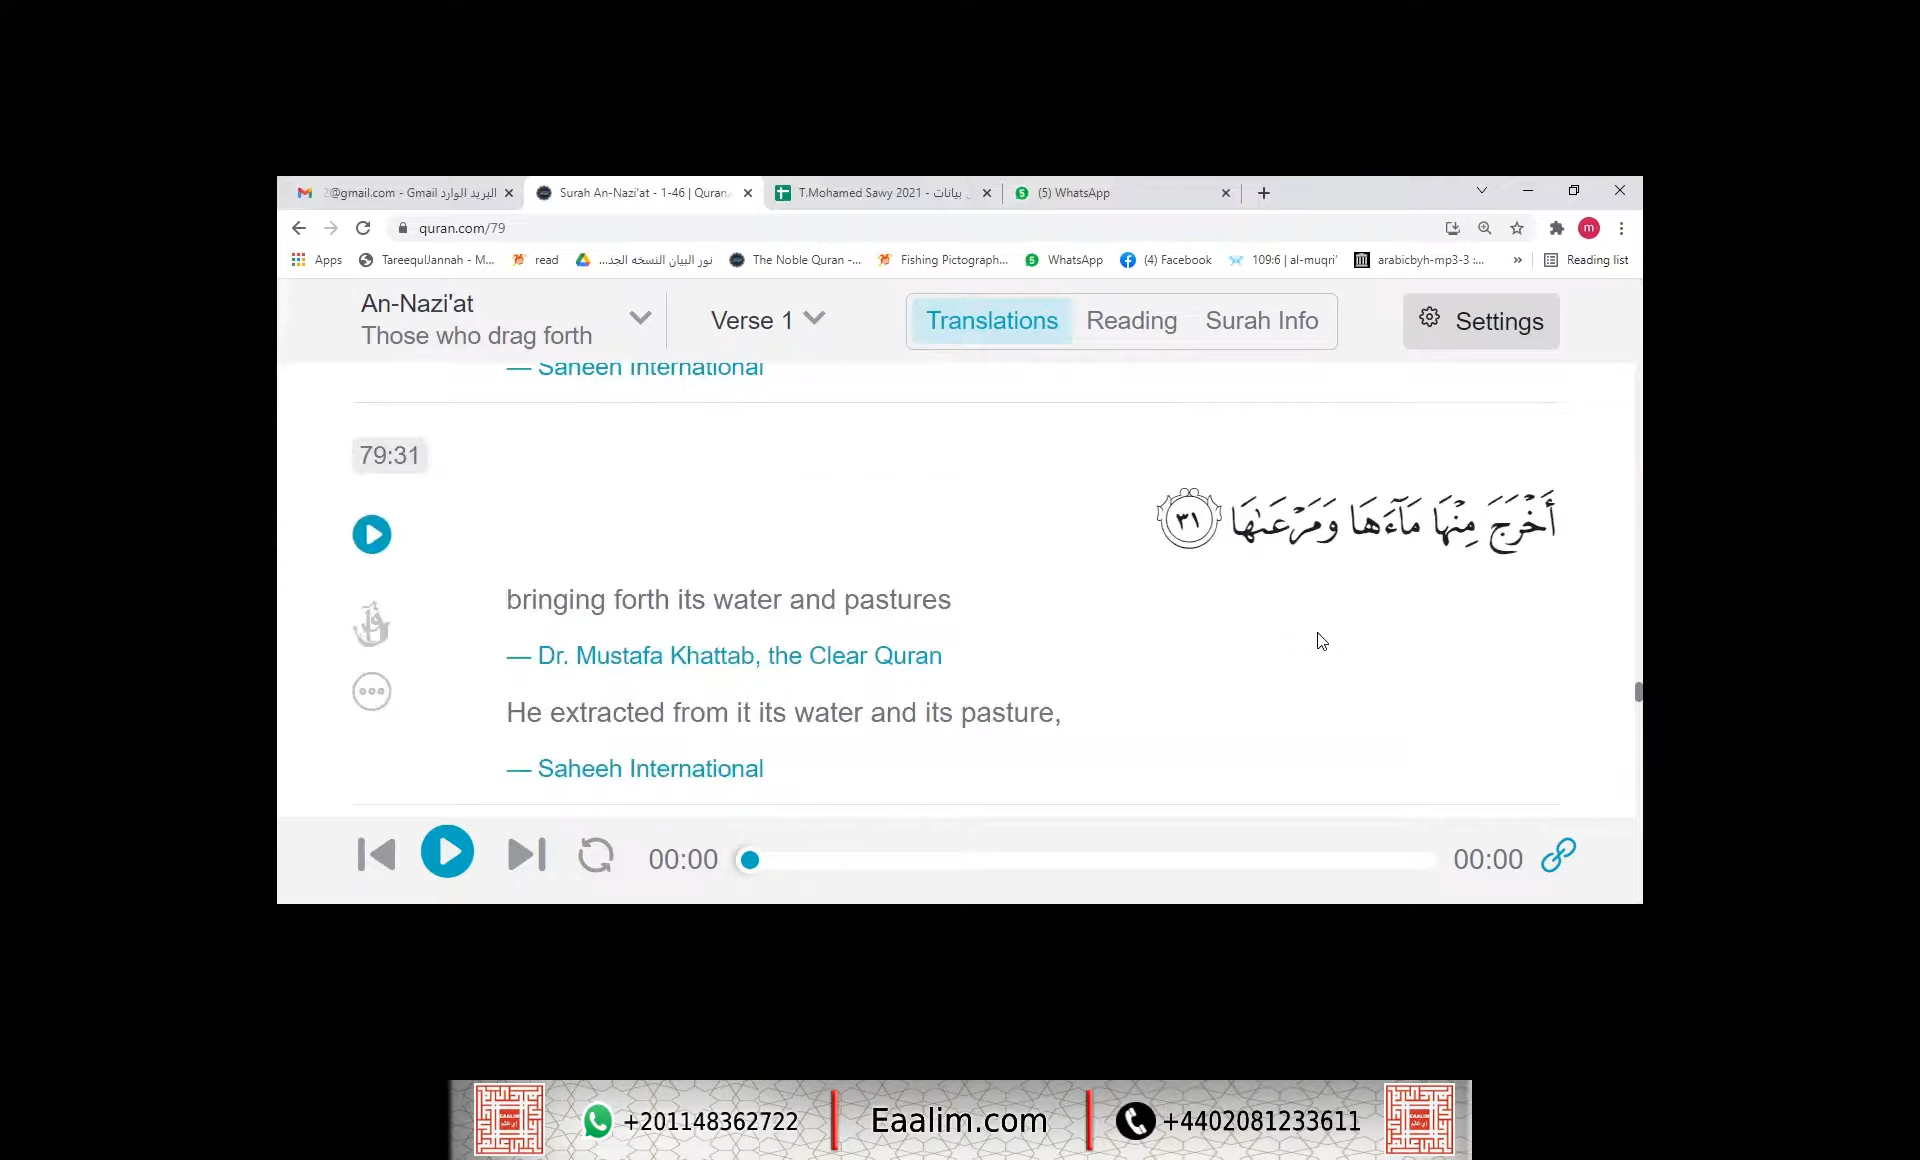 2@gmail.com - Gmail البريد الوارد
Surah An-Nazi'at - 1-46 | Quran.
T.Mohamed Sawy 2021 - بيانات
(5) WhatsApp
quran.com/79
m
Apps
TareequlJannah - M...
read
نور البيان النسخه الجد...
The Noble Quran -...
Fishing Pictograph...
WhatsApp
(4) Facebook
109:6 | al-muqri'
arabicbyh-mp3-3 :...
»
Reading list
An-Nazi'at
Those who drag forth
Verse 1
Translations
Reading
Surah Info
Settings
— Saheeh International
79:31
أَخْرَجَ مِنْهَا مَآءَهَا وَمَرْعَىٰهَا ٣١
bringing forth its water and pastures
— Dr. Mustafa Khattab, the Clear Quran
He extracted from it its water and its pasture,
— Saheeh International
00:00
00:00
+201148362722
Eaalim.com
+4402081233611